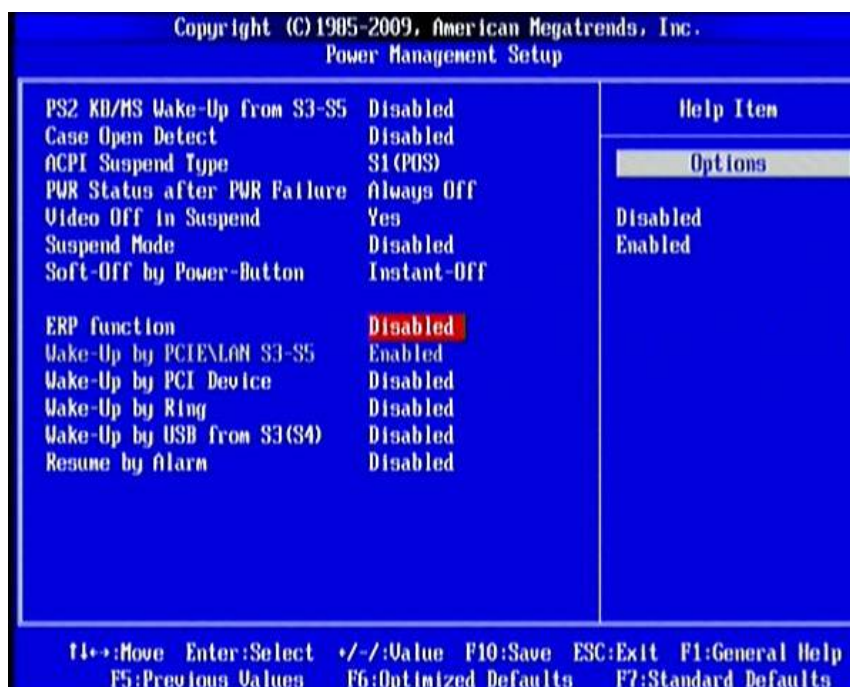 Copyright (C)1985-2009, American Megatrends, Inc.
Power Management Setup
PS2 KB/MS Wake-Up from S3-S5 Disabled
Case Open Detect Disabled
ACPI Suspend Type S1(POS)
PWR Status after PWR Failure Always Off
Video Off in Suspend Yes
Suspend Mode Disabled
Soft-Off by Power-Button Instant-Off
ERP function Disabled
Wake-Up by PCIE\LAN S3-S5 Enabled
Wake-Up by PCI Device Disabled
Wake-Up by Ring Disabled
Wake-Up by USB from S3(S4) Disabled
Resume by Alarm Disabled
Help Item
Options
Disabled
Enabled
↑↓←→:Move Enter:Select +/-/:Value F10:Save ESC:Exit F1:General Help
F5:Previous Values F6:Optimized Defaults F7:Standard Defaults